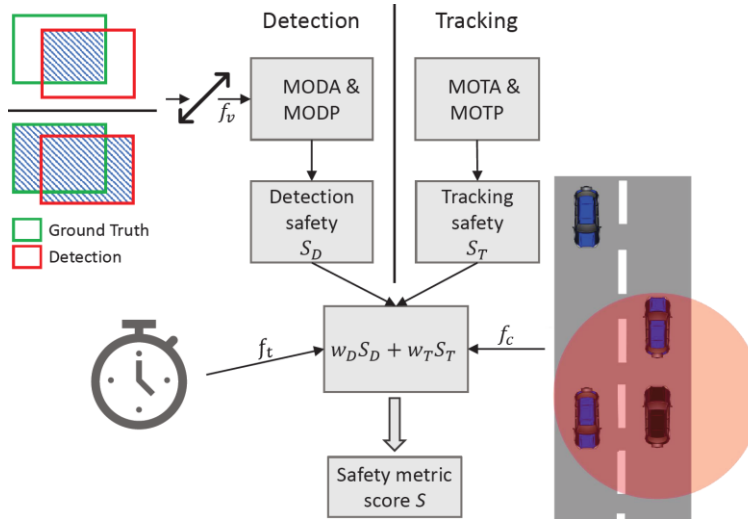 Detection
Tracking
MODA &
MODP
MOTA &
MOTP
f_v
Detection
safety
S_D
Tracking
safety
S_T
Ground Truth
Detection
f_t
w_D S_D + w_T S_T
f_c
Safety metric
score S